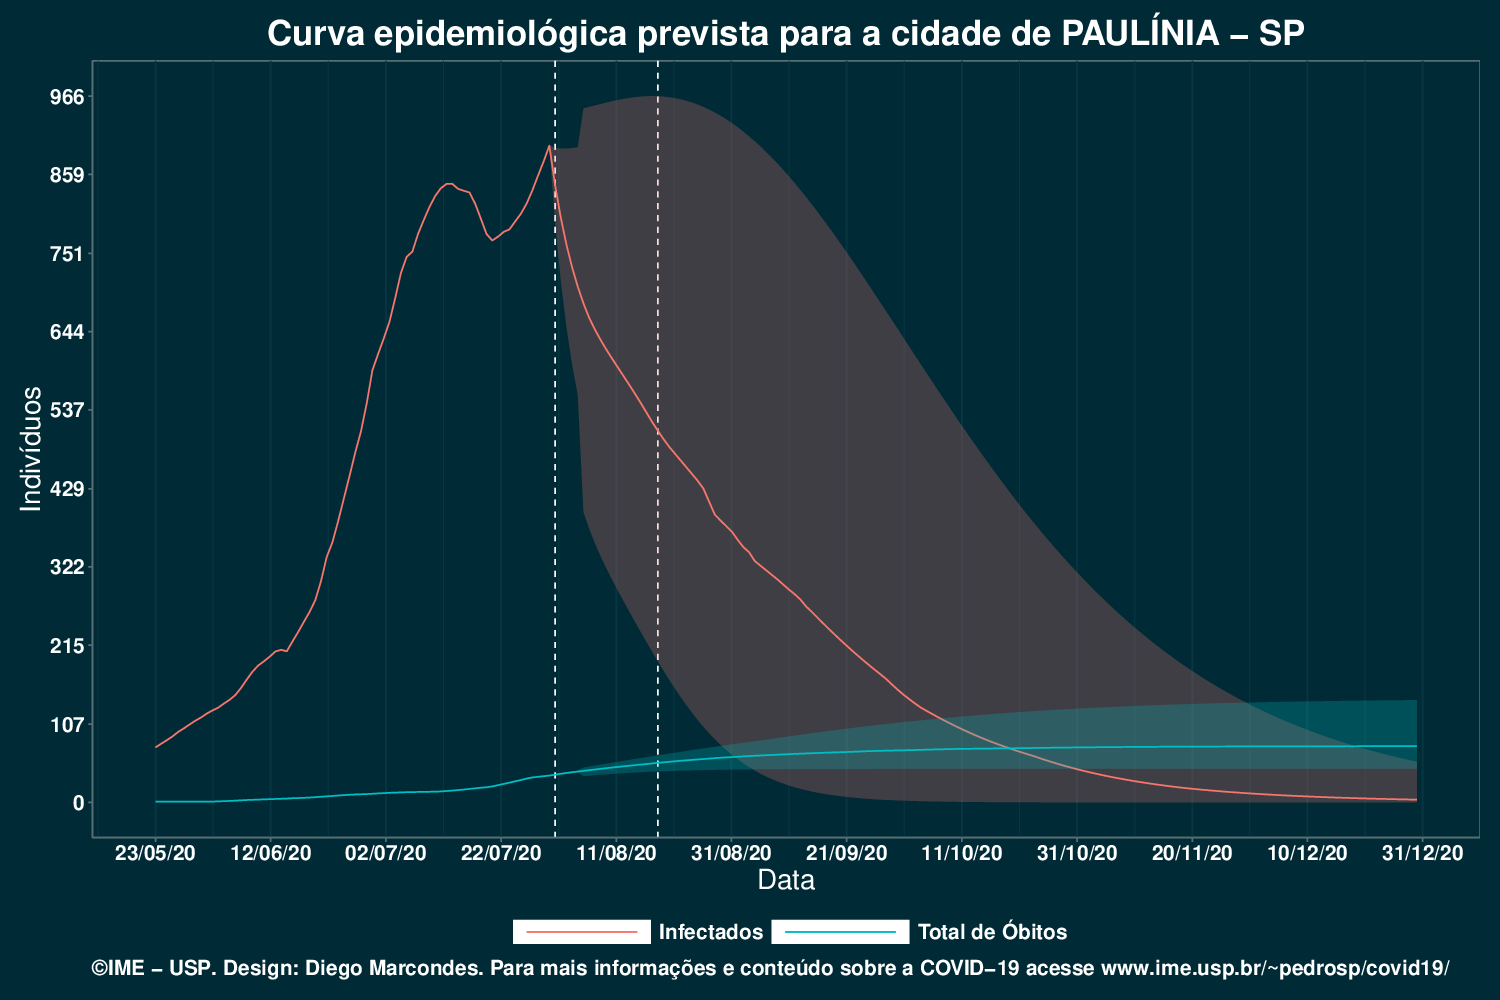 Curva epidemiológica prevista para a cidade de PAULÍNIA – SP
Indivíduos
966
859
751
644
537
429
322
215
107
0
23/05/20 12/06/20 02/07/20 22/07/20 11/08/20 31/08/20 21/09/20 11/10/20 31/10/20 20/11/20 10/12/20 31/12/20
Data
Infectados Total de Óbitos
©IME – USP. Design: Diego Marcondes. Para mais informações e conteúdo sobre a COVID–19 acesse www.ime.usp.br/~pedrosp/covid19/